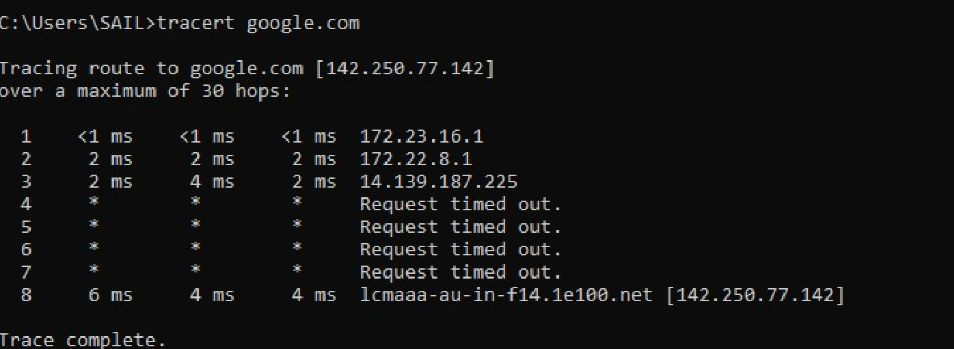 C:\Users\SAIL>tracert google.com
Tracing route to google.com [142.250.77.142]
over a maximum of 30 hops:
1 <1 ms <1 ms <1 ms 172.23.16.1
2 2 ms 2 ms 2 ms 172.22.8.1
3 2 ms 4 ms 2 ms 14.139.187.225
4 * * * Request timed out.
5 * * * Request timed out.
6 * * * Request timed out.
7 * * * Request timed out.
8 6 ms 4 ms 4 ms lcmaaa-au-in-f14.1e100.net [142.250.77.142]
Trace complete.